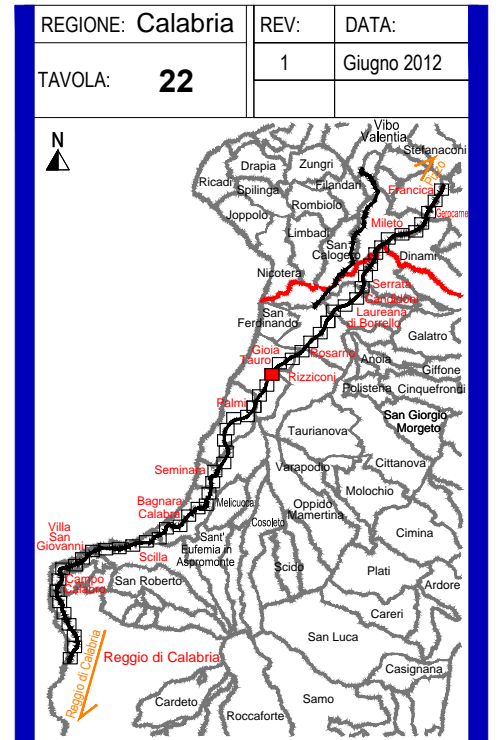 REGIONE: Calabria
REV:
DATA:
TAVOLA: 22
1
Giugno 2012
N
Vibo
Valentia
Stefanaconi
Pizzo
Drapia
Zungri
Ricadi
Spilinga
Filandari
Francica
Rombiolo
Joppolo
Gerocarne
Mileto
Limbadi
San
Calogero
Dinami
Nicotera
Serrata
Candidoni
San
Ferdinando
Laureana
di Borrello
Galatro
Gioia
Tauro
Rosarno
Anoia
Giffone
Rizziconi
Polistena
Cinquefrondi
Palmi
San Giorgio
Morgeto
Taurianova
Seminara
Varapodio
Cittanova
Molochio
Bagnara
Calabra
Melicucca
Oppido
Mamertina
Cosoleto
Villa
San
Giovanni
Sant'
Eufemia in
Aspromonte
Cimina
Scilla
Scido
Plati
Campo
Calabro
San Roberto
Ardore
Careri
San Luca
Reggio di Calabria
Reggio di Calabria
Casignana
Cardeto
Samo
Roccaforte